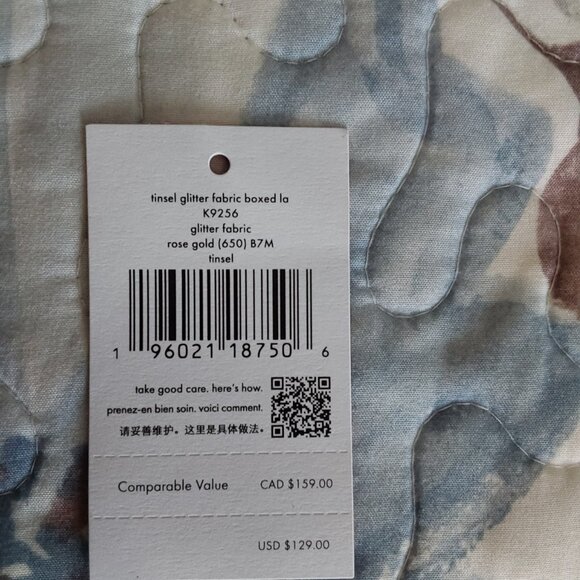 tinsel glitter fabric boxed la
K9256
glitter fabric
rose gold (650) B7M
tinsel
1 96021 18750 6
take good care. here's how.
prenez-en bien soin. voici comment.
请妥善维护。这里是具体做法。
Comparable Value CAD $159.00
USD $129.00